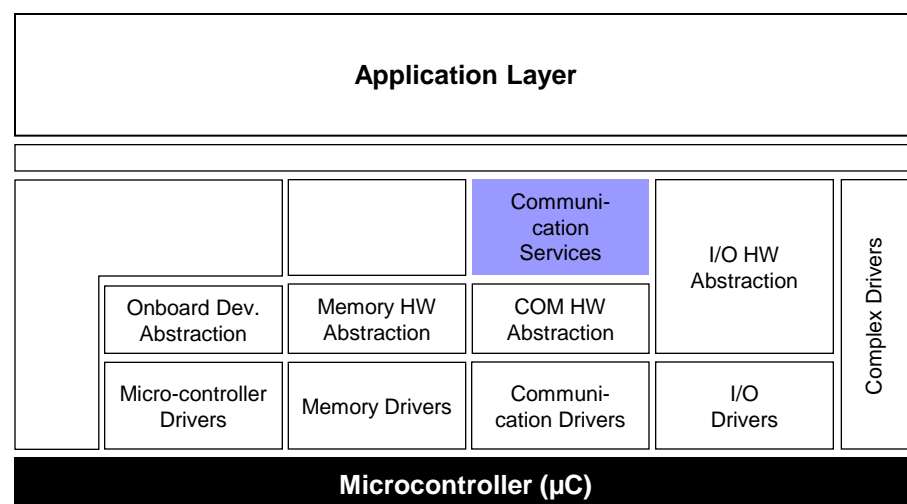 Application Layer
Communi-
cation
Services
I/O HW
Abstraction
Complex Drivers
Onboard Dev.
Abstraction
Memory HW
Abstraction
COM HW
Abstraction
Micro-controller
Drivers
Memory Drivers
Communi-
cation Drivers
I/O
Drivers
Microcontroller (µC)